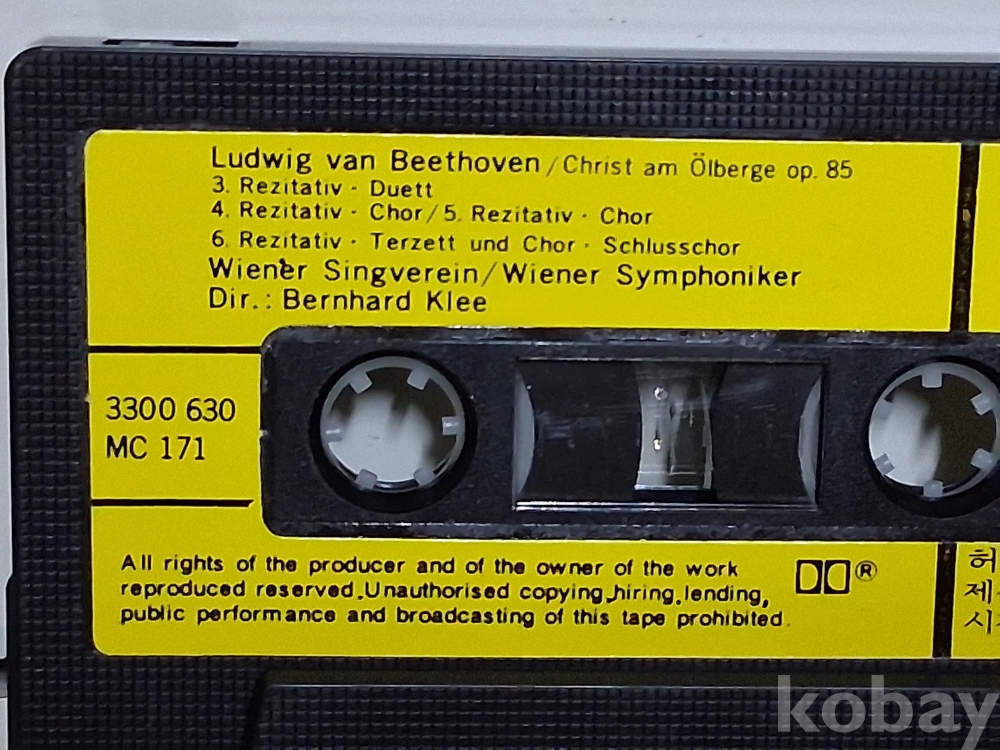 Ludwig van Beethoven / Christ am Ölberge op. 85
3. Rezitativ · Duett
4. Rezitativ · Chor / 5. Rezitativ · Chor
6. Rezitativ · Terzett und Chor · Schlusschor
Wiener Singverein / Wiener Symphoniker
Dir.: Bernhard Klee
3300 630
MC 171
All rights of the producer and of the owner of the work
reproduced reserved. Unauthorised copying, hiring, lending,
public performance and broadcasting of this tape prohibited.
®
허
제
시
kobay